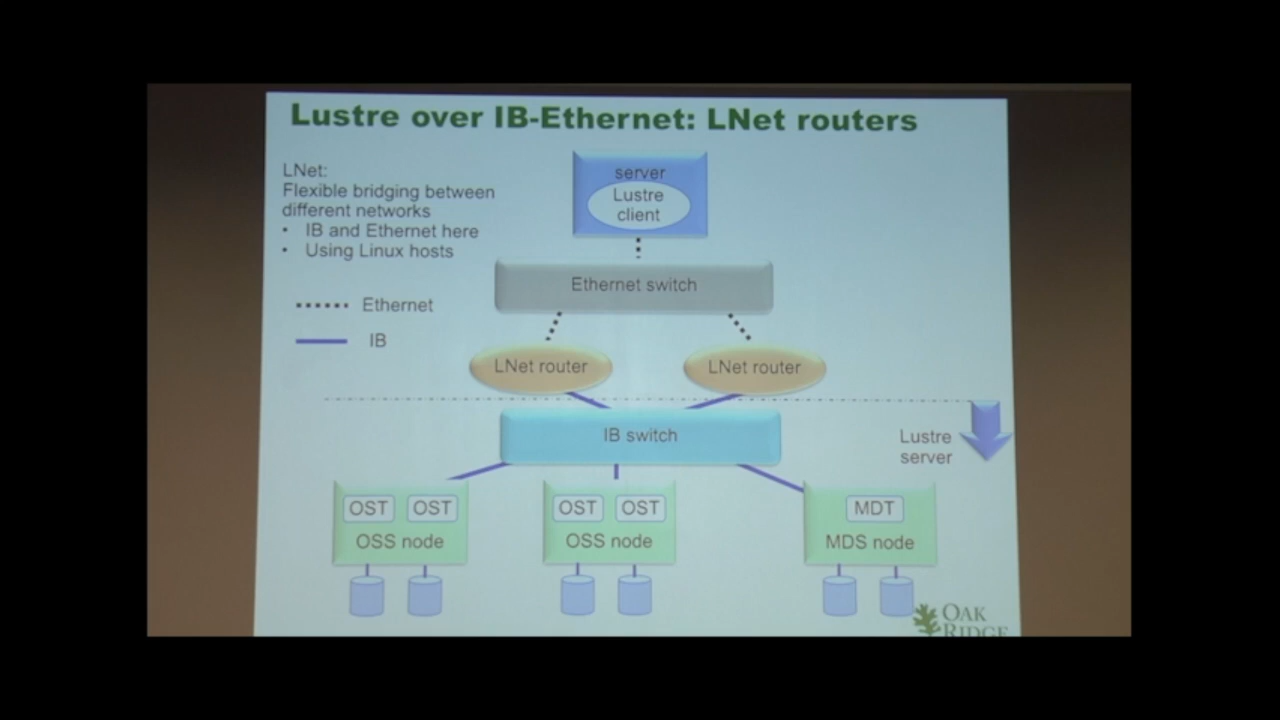 Lustre over IB-Ethernet: LNet routers
LNet:
Flexible bridging between
different networks
• IB and Ethernet here
• Using Linux hosts
Ethernet
IB
server
Lustre
client
Ethernet switch
LNet router
LNet router
IB switch
Lustre
server
OST OST
OSS node
OST OST
OSS node
MDT
MDS node
OAK
RIDGE